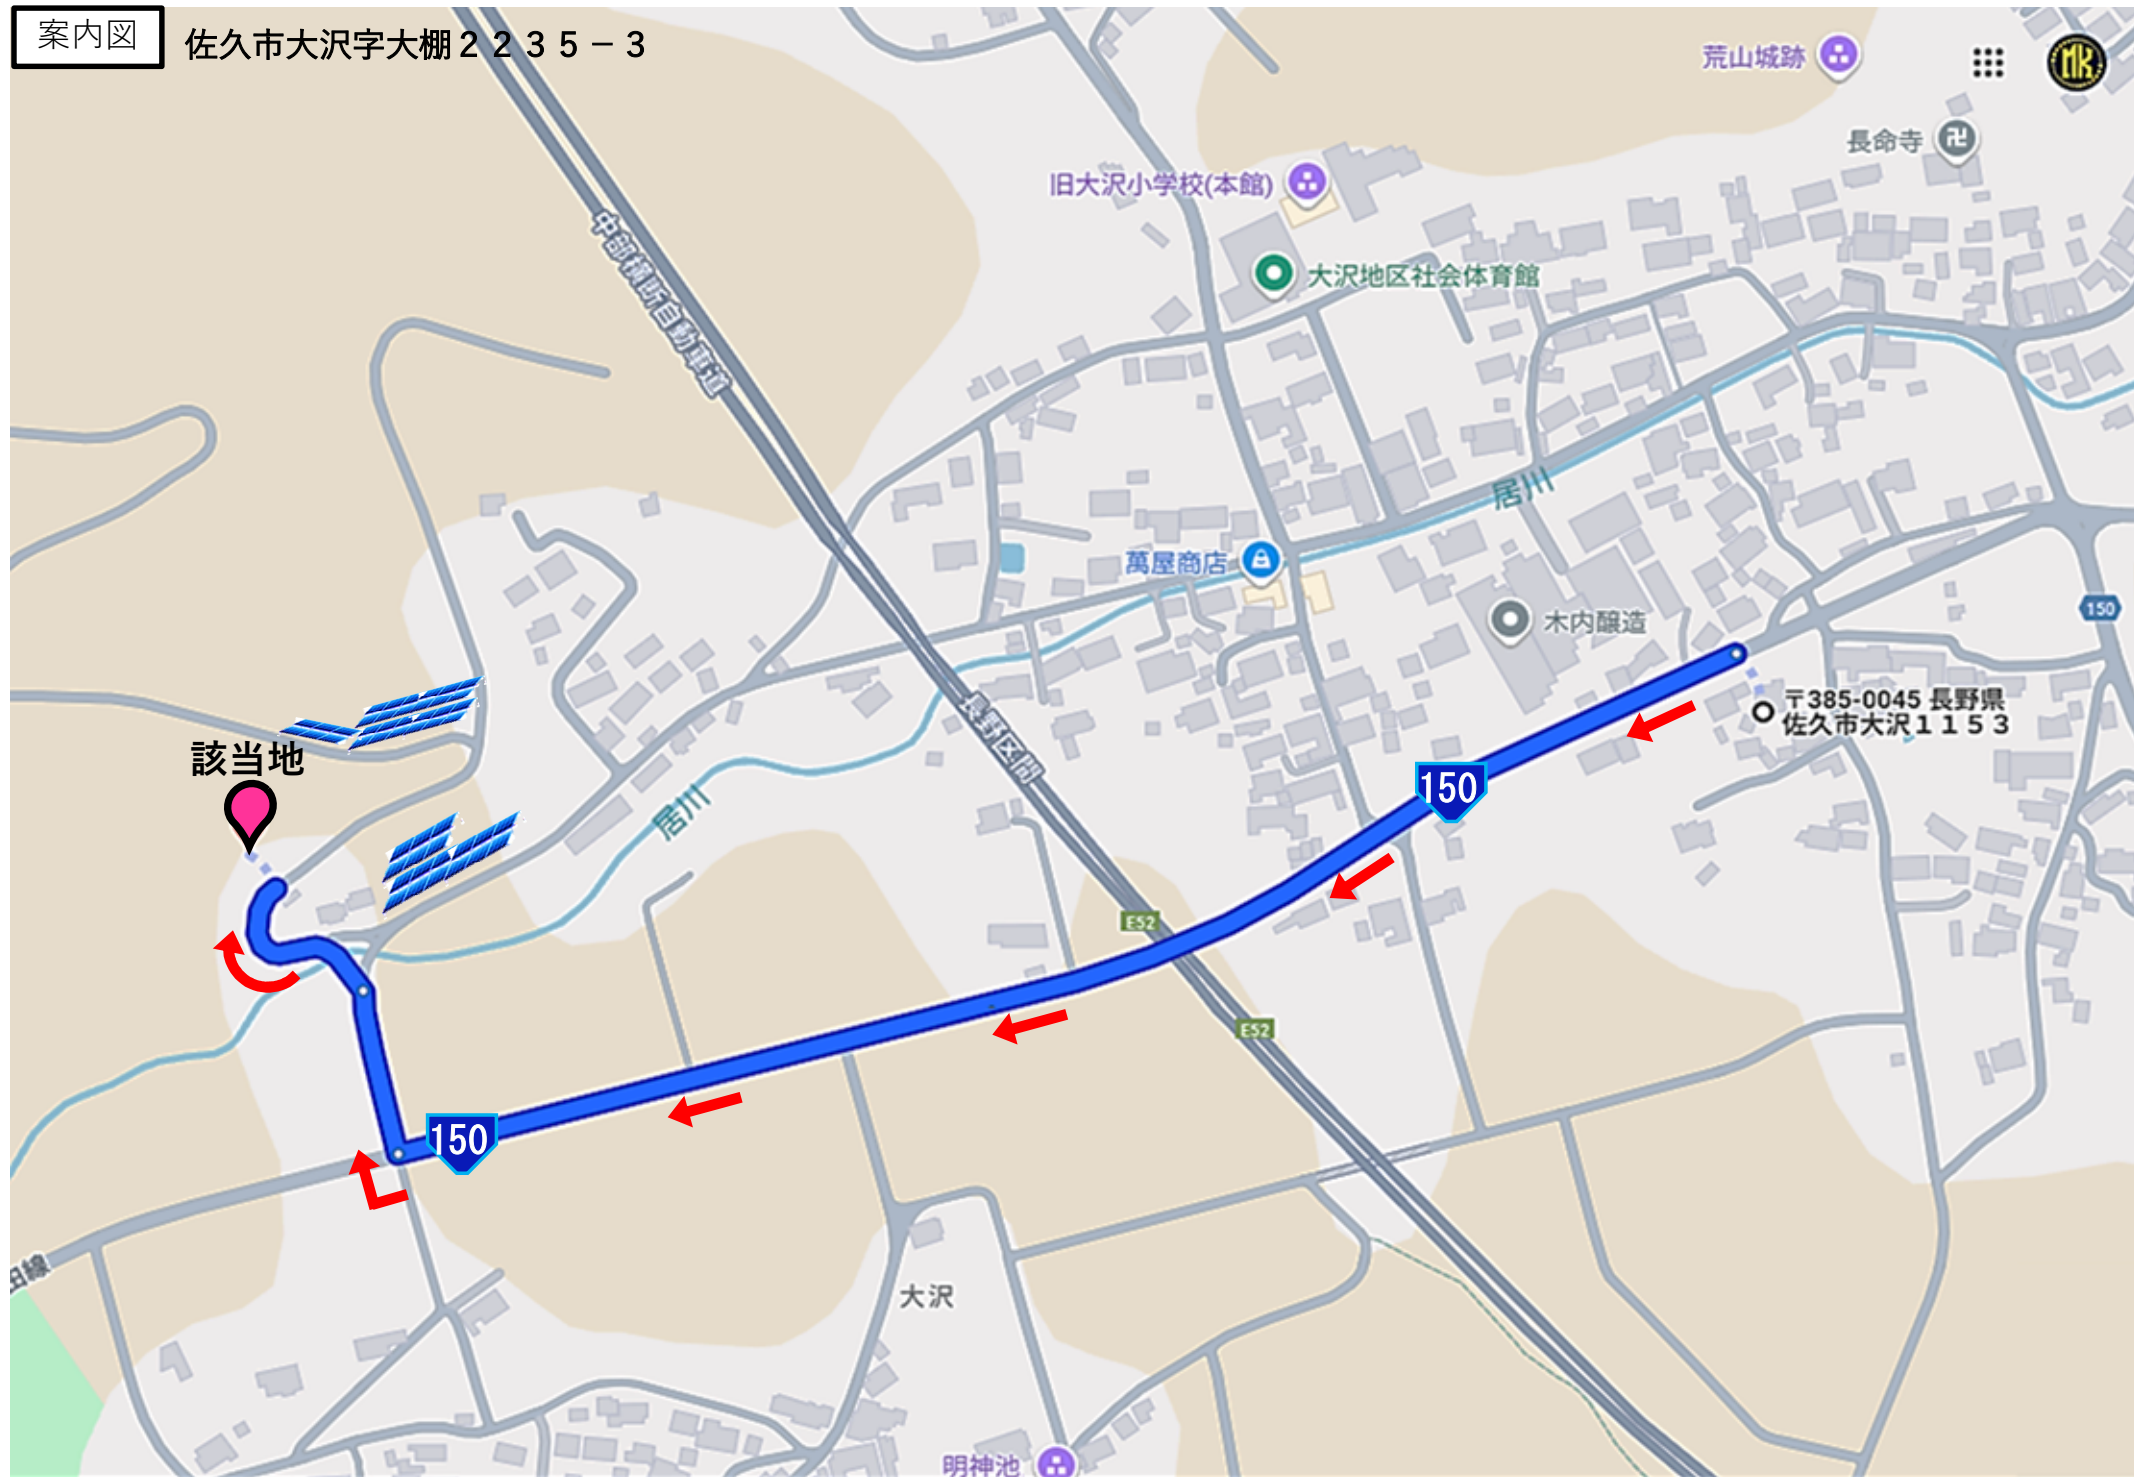 案内図
佐久市大沢字大棚２２３５－３
荒山城跡
MK
長命寺
旧大沢小学校(本館)
大沢地区社会体育館
中部横断自動車道
居川
萬屋商店
木内醸造
150
〒385-0045 長野県
佐久市大沢１１５３
長野区間
該当地
150
居川
E52
E52
150
田線
大沢
明神池